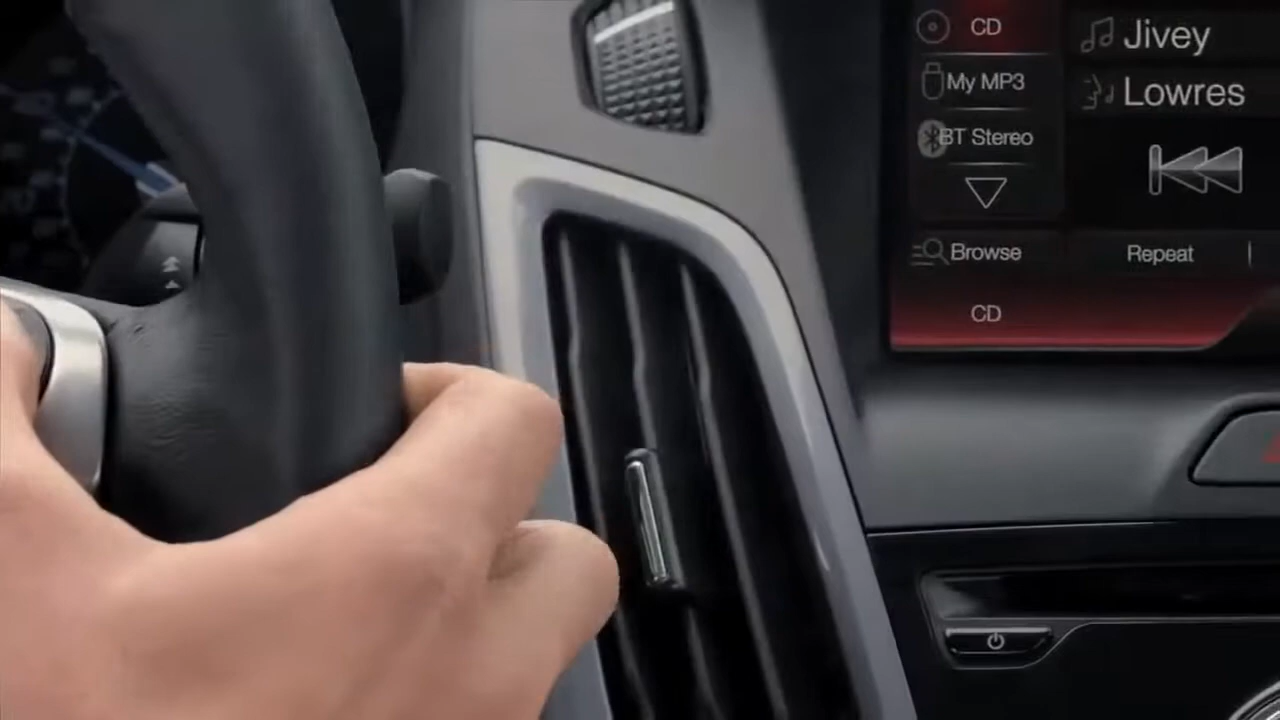 CD
Jivey
My MP3
Lowres
BT Stereo
Browse
Repeat
CD